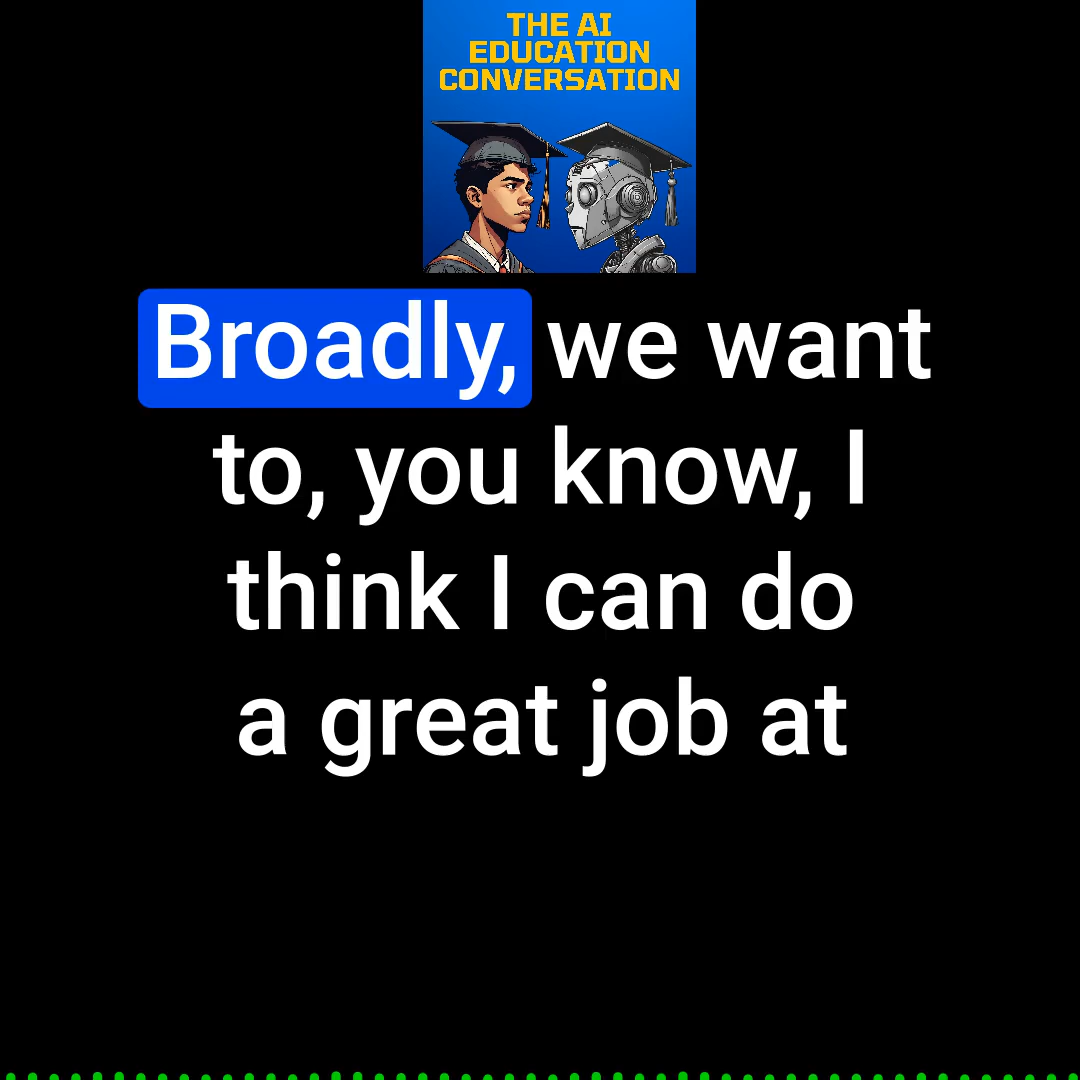 THE AI
EDUCATION
CONVERSATION
Broadly, we want
to, you know, I
think I can do
a great job at